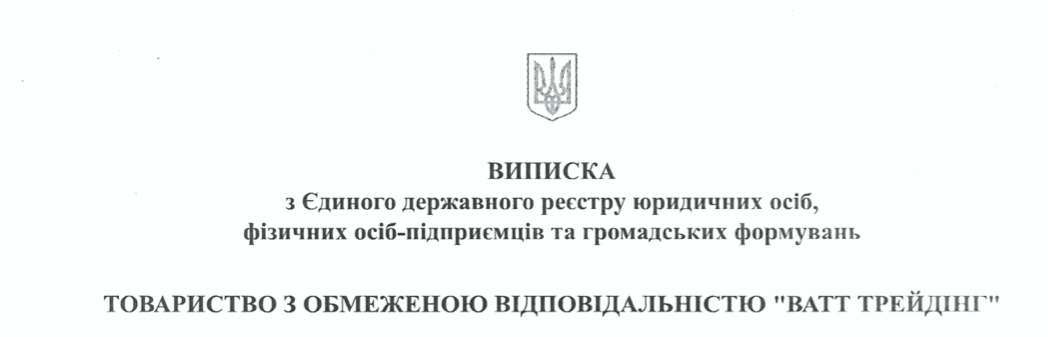 ВИПИСКА
з Єдиного державного реєстру юридичних осіб,
фізичних осіб-підприємців та громадських формувань
ТОВАРИСТВО З ОБМЕЖЕНОЮ ВІДПОВІДАЛЬНІСТЮ "ВАТТ ТРЕЙДІНГ"